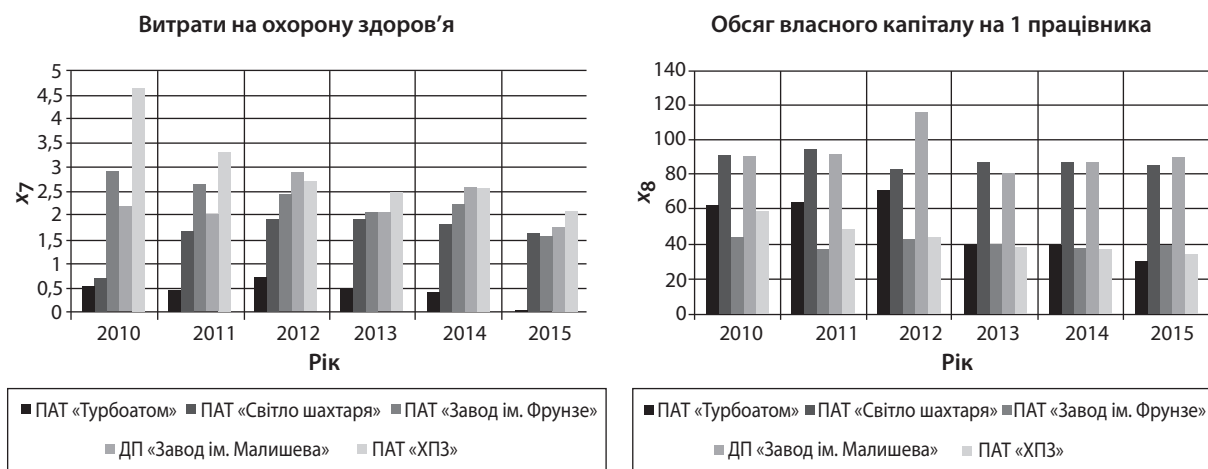 Витрати на охорону здоров’я
5
4,5
4
3,5
3
2,5
2
1,5
1
0,5
0
x7
2010 2011 2012 2013 2014 2015
Рік
ПАТ «Турбоатом» ПАТ «Світло шахтаря» ПАТ «Завод ім. Фрунзе»
ДП «Завод ім. Малишева» ПАТ «ХПЗ»
Обсяг власного капіталу на 1 працівника
140
120
100
80
60
40
20
0
x8
2010 2011 2012 2013 2014 2015
Рік
ПАТ «Турбоатом» ПАТ «Світло шахтаря» ПАТ «Завод ім. Фрунзе»
ДП «Завод ім. Малишева» ПАТ «ХПЗ»